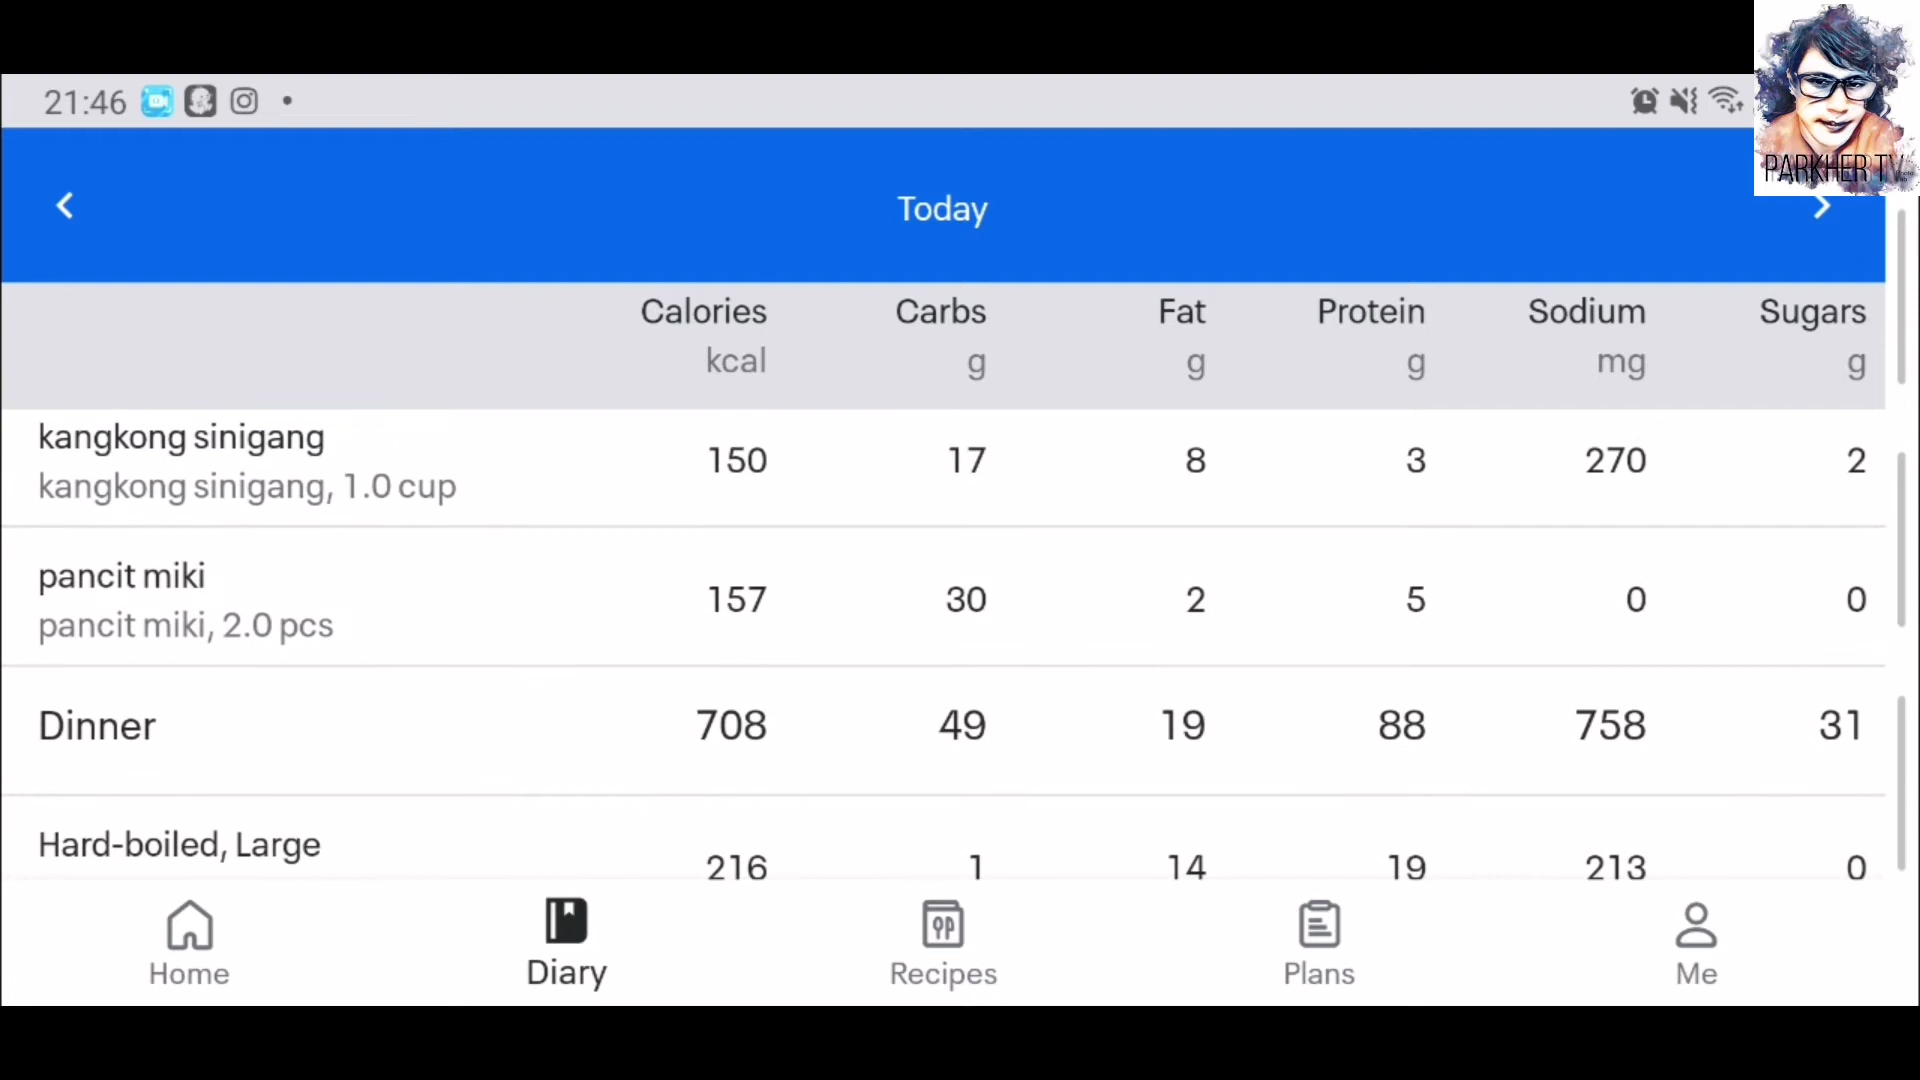 21:46
PARKHER TV
Today
Calories Carbs Fat Protein Sodium Sugars
kcal g g g mg g
kangkong sinigang
kangkong sinigang, 1.0 cup
150 17 8 3 270 2
pancit miki
pancit miki, 2.0 pcs
157 30 2 5 0 0
Dinner 708 49 19 88 758 31
Hard-boiled, Large
216 1 14 19 213 0
Home Diary Recipes Plans Me